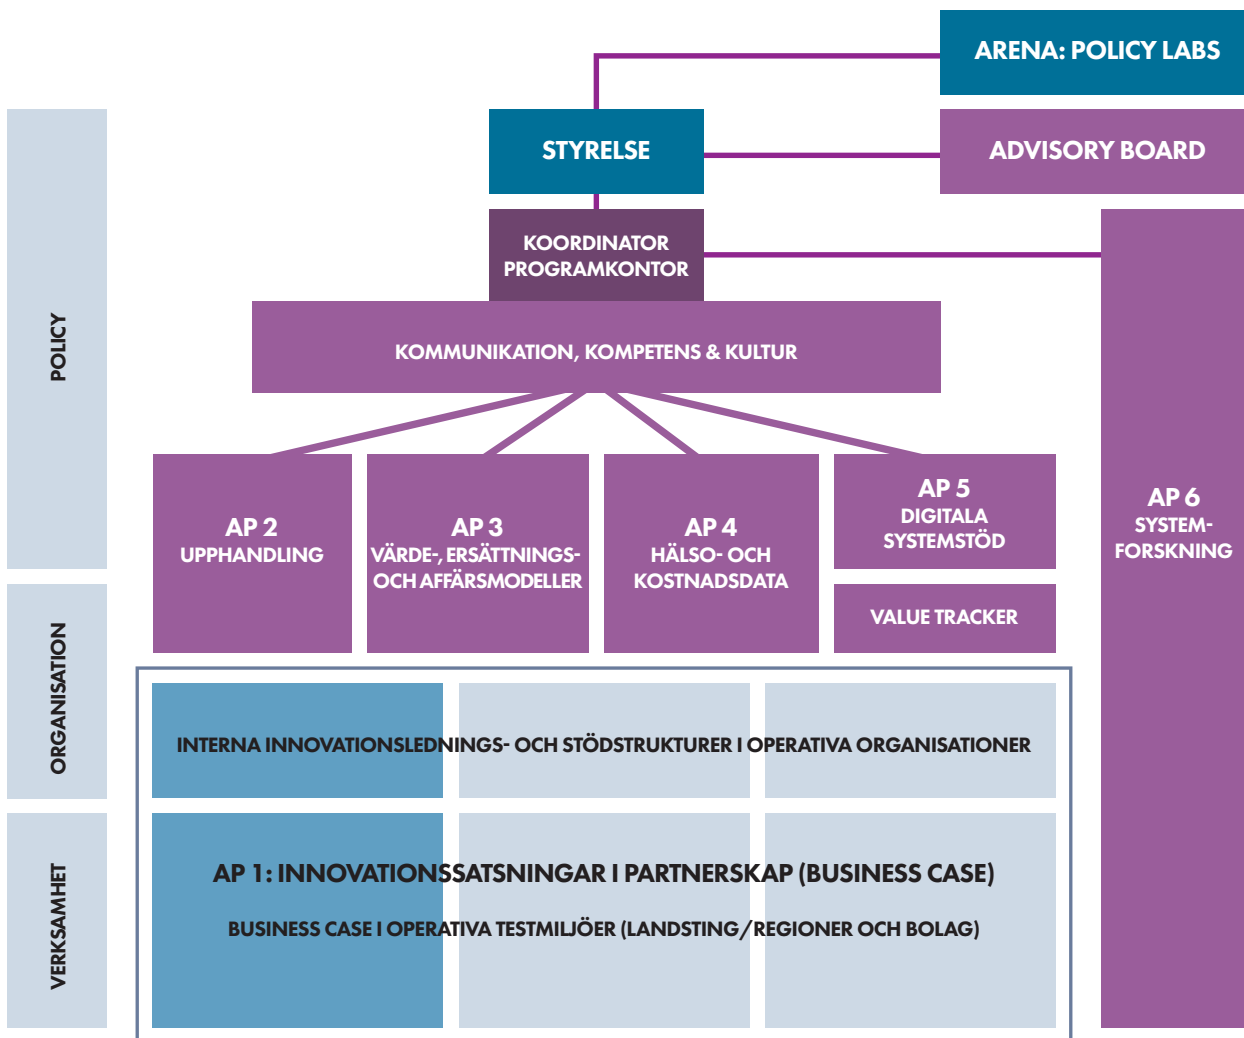 ARENA: POLICY LABS
STYRELSE
ADVISORY BOARD
KOORDINATOR
PROGRAMKONTOR
KOMMUNIKATION, KOMPETENS & KULTUR
POLICY
AP 2
UPPHANDLING
AP 3
VÄRDE-, ERSÄTTNINGS-
OCH AFFÄRSMODELLER
AP 4
HÄLSO- OCH
KOSTNADSDATA
AP 5
DIGITALA
SYSTEMSTÖD
VALUE TRACKER
AP 6
SYSTEM-
FORSKNING
ORGANISATION
INTERNA INNOVATIONSLEDNINGS- OCH STÖDSTRUKTURER I OPERATIVA ORGANISATIONER
VERKSAMHET
AP 1: INNOVATIONSSATSNINGAR I PARTNERSKAP (BUSINESS CASE)
BUSINESS CASE I OPERATIVA TESTMILJÖER (LANDSTING/REGIONER OCH BOLAG)